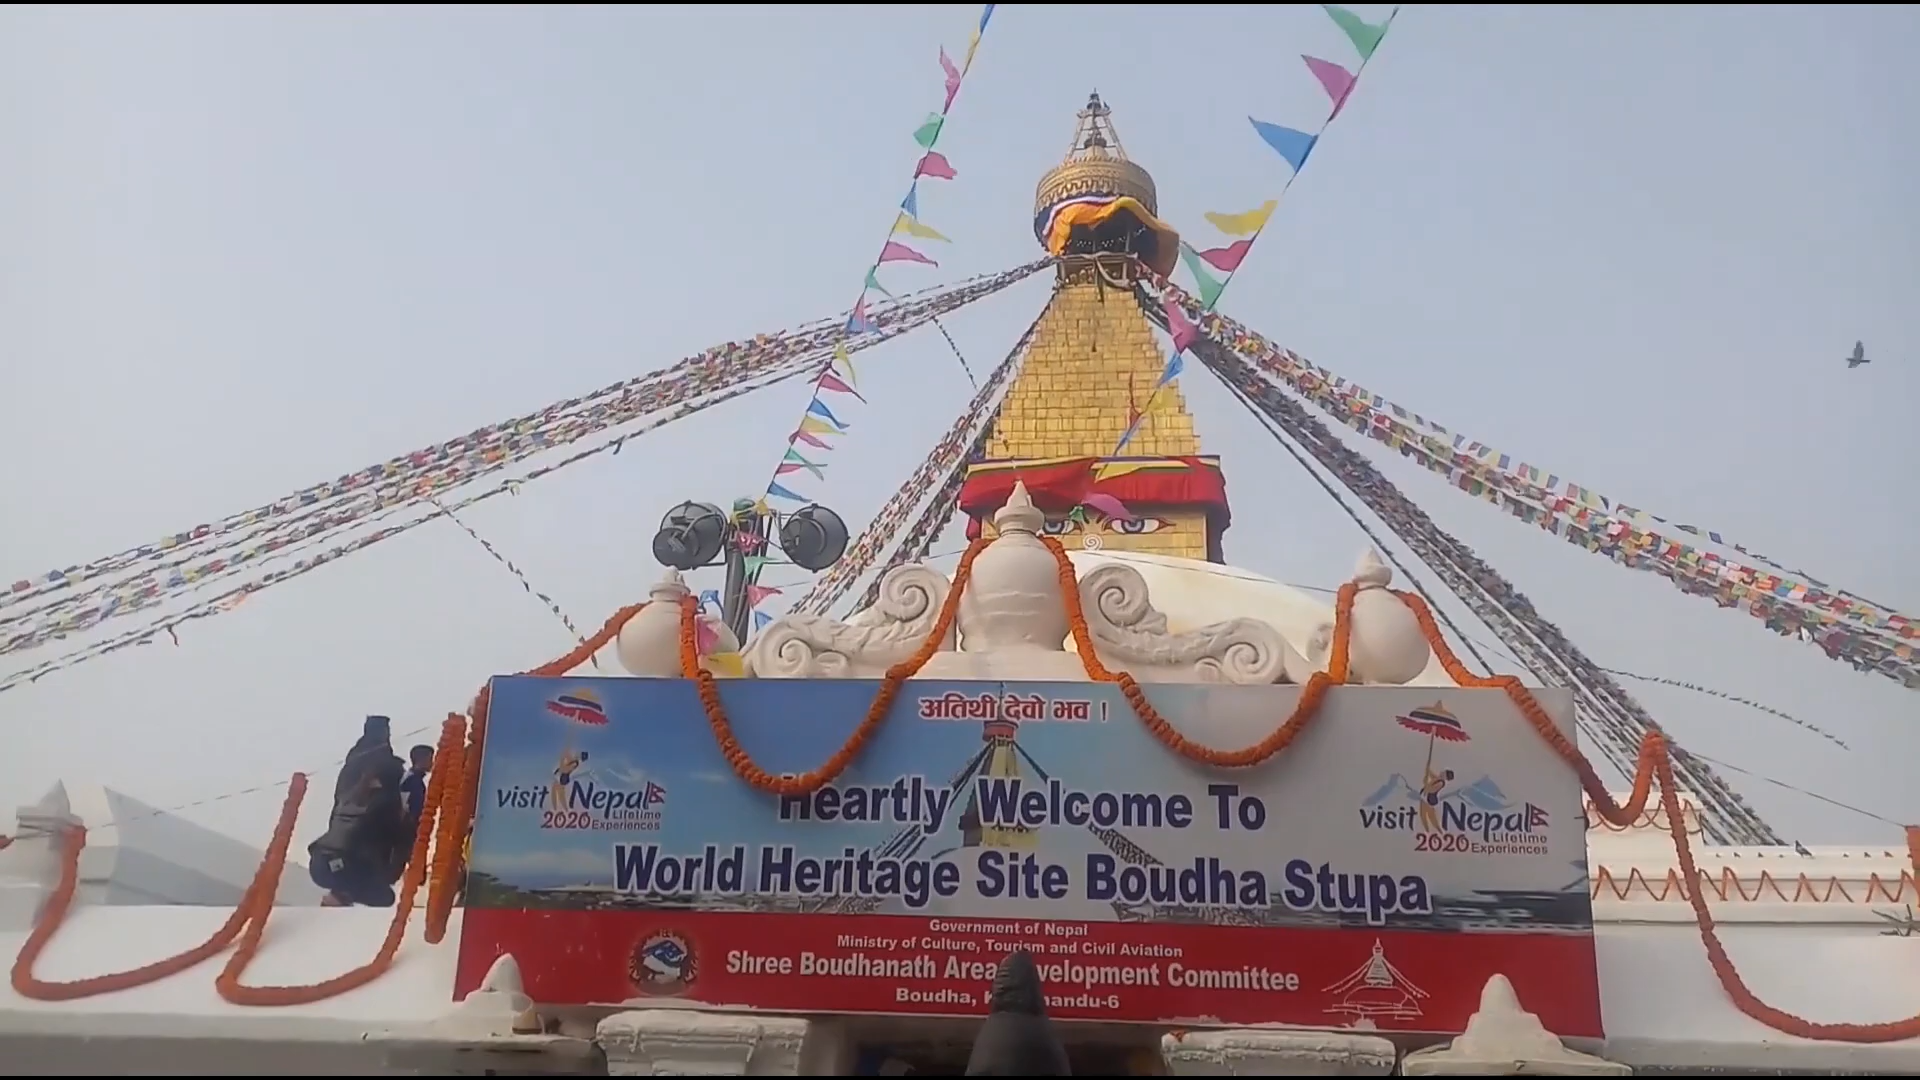 अतिथी देवो भव ।
visit Nepal
Lifetime
2020 Experiences
Heartly Welcome To
World Heritage Site Boudha Stupa
visit Nepal
Lifetime
2020 Experiences
Government of Nepal
Ministry of Culture, Tourism and Civil Aviation
Shree Boudhanath Area Development Committee
Boudha, K mandu-6